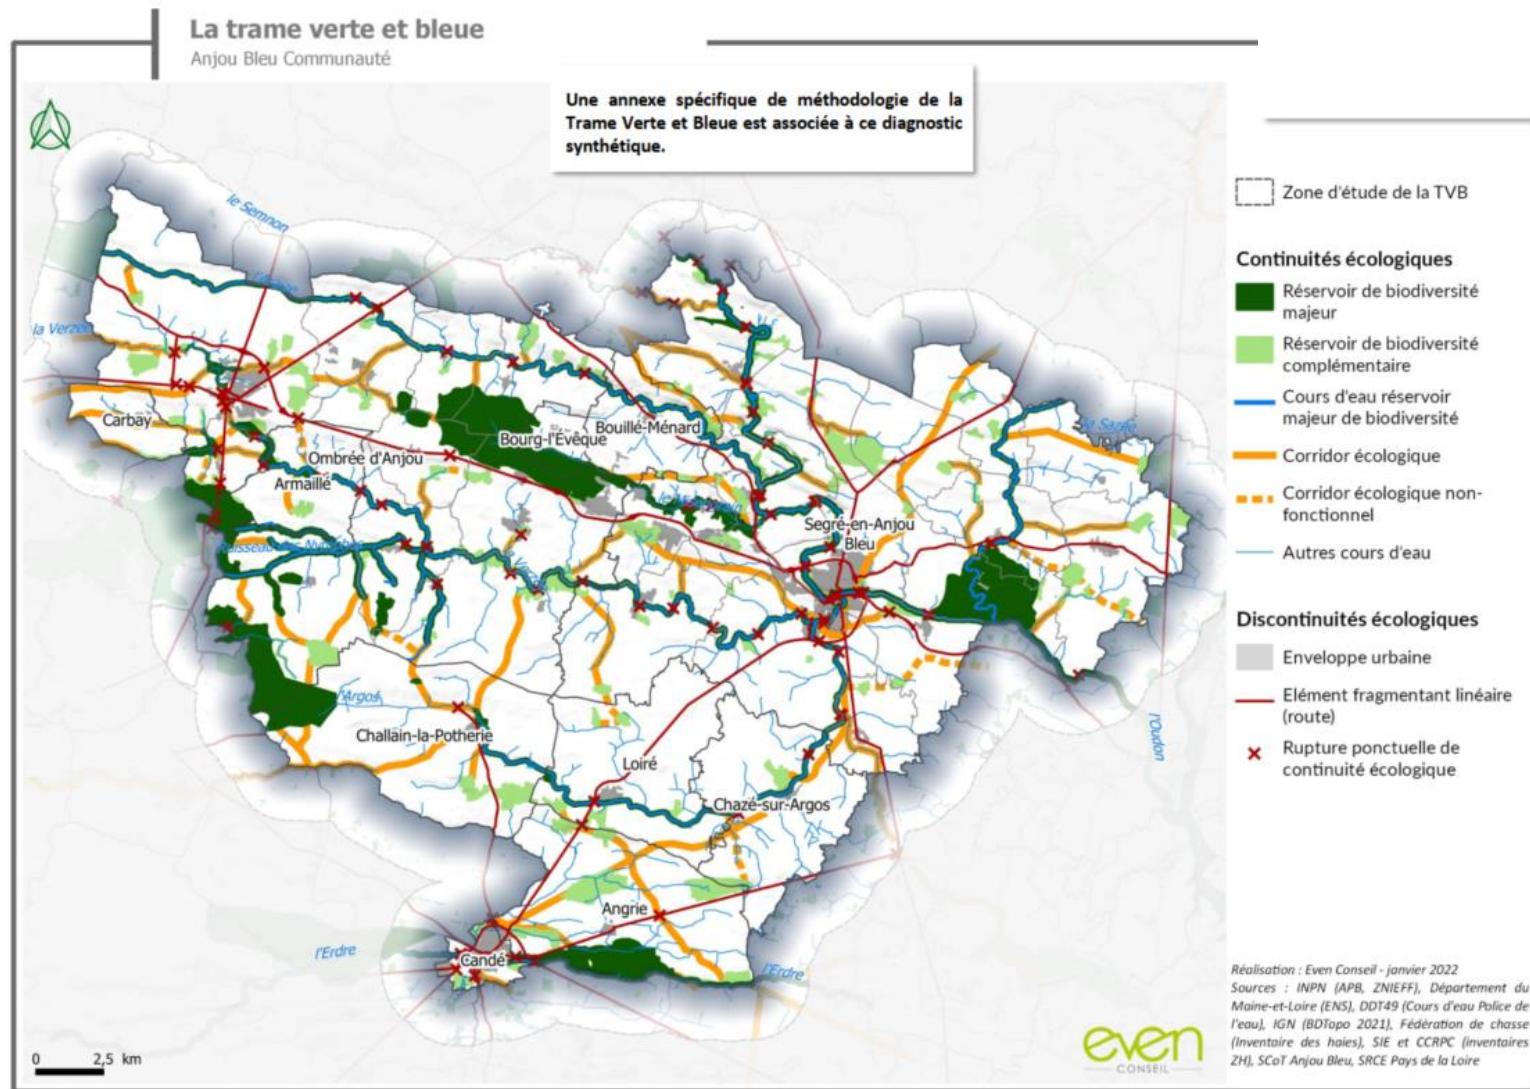 La trame verte et bleue
Anjou Bleu Communauté
Une annexe spécifique de méthodologie de la
Trame Verte et Bleue est associée à ce diagnostic
synthétique.
le Semnon
la Verzée
Carbay
Ombrée d'Anjou
Armaillé
Bourg-l'Évêque
Bouillé-Ménard
Segré-en-Anjou
Bleu
la Sazée
l'Argos
Challain-la-Potherie
Loiré
Chazé-sur-Argos
l'Oudon
Angrie
Candé
l'Erdre
l'Erdre
0 2,5 km
Zone d'étude de la TVB
Continuités écologiques
Réservoir de biodiversité
majeur
Réservoir de biodiversité
complémentaire
Cours d'eau réservoir
majeur de biodiversité
Corridor écologique
Corridor écologique non-
fonctionnel
Autres cours d'eau
Discontinuités écologiques
Enveloppe urbaine
Elément fragmentant linéaire
(route)
Rupture ponctuelle de
continuité écologique
even
CONSEIL
Réalisation : Even Conseil - janvier 2022
Sources : INPN (APB, ZNIEFF), Département du
Maine-et-Loire (ENS), DDT49 (Cours d'eau Police de
l'eau), IGN (BDTopo 2021), Fédération de chasse
(Inventaire des haies), SIE et CCRPC (inventaires
ZH), SCoT Anjou Bleu, SRCE Pays de la Loire